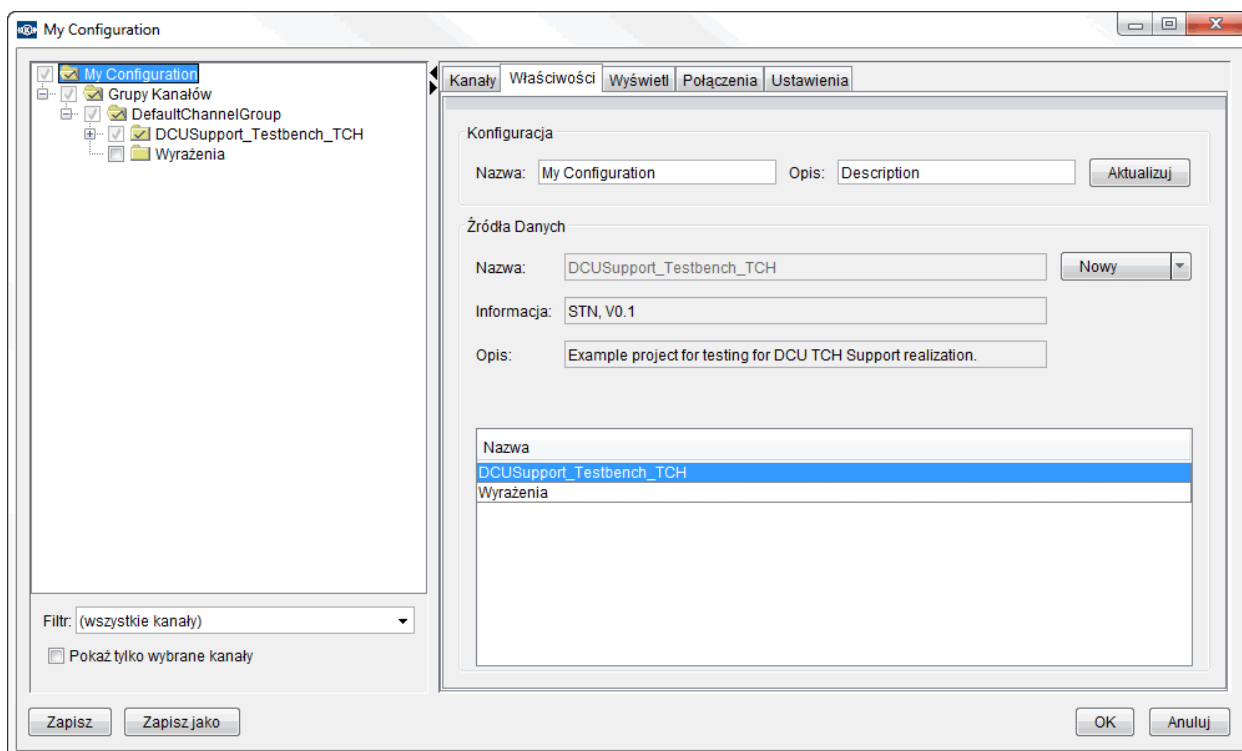 My Configuration
My Configuration
Grupy Kanałów
DefaultChannelGroup
DCUSupport_Testbench_TCH
Wyrażenia
Filtr: (wszystkie kanały)
Pokaż tylko wybrane kanały
Kanały Właściwości Wyświetl Połączenia Ustawienia
Konfiguracja
Nazwa: My Configuration Opis: Description Aktualizuj
Źródła Danych
Nazwa: DCUSupport_Testbench_TCH Nowy
Informacja: STN, V0.1
Opis: Example project for testing for DCU TCH Support realization.
Nazwa
DCUSupport_Testbench_TCH
Wyrażenia
Zapisz Zapisz jako OK Anuluj